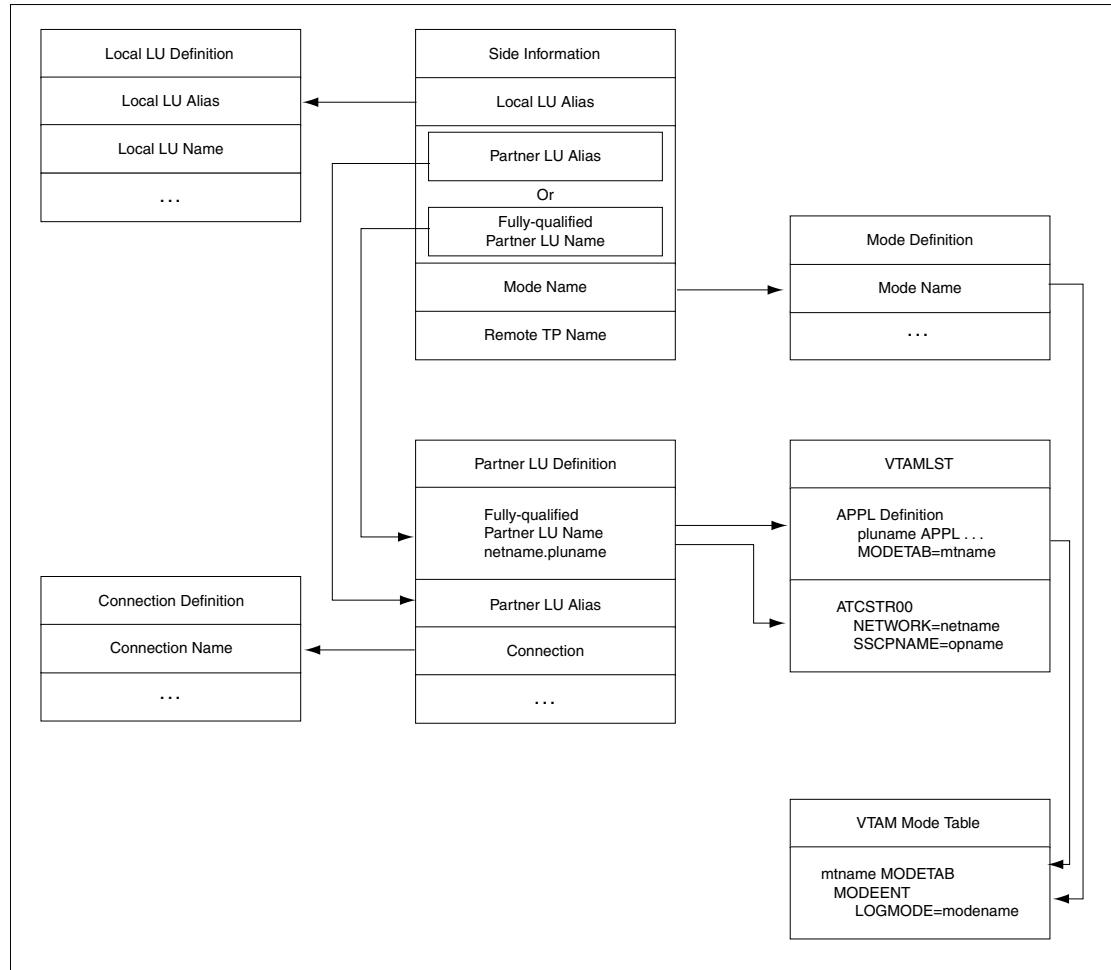 Local LU Definition
Local LU Alias
Local LU Name
. . .
Side Information
Local LU Alias
Partner LU Alias
Or
Fully-qualified
Partner LU Name
Mode Name
Remote TP Name
Mode Definition
Mode Name
. . .
Partner LU Definition
Fully-qualified
Partner LU Name
netname.pluname
Partner LU Alias
Connection
. . .
Connection Definition
Connection Name
. . .
VTAMLST
APPL Definition
pluname APPL . . .
MODETAB=mtname
ATCSTR00
NETWORK=netname
SSCPNAME=opname
VTAM Mode Table
mtname MODETAB
MODEENT
LOGMODE=modename